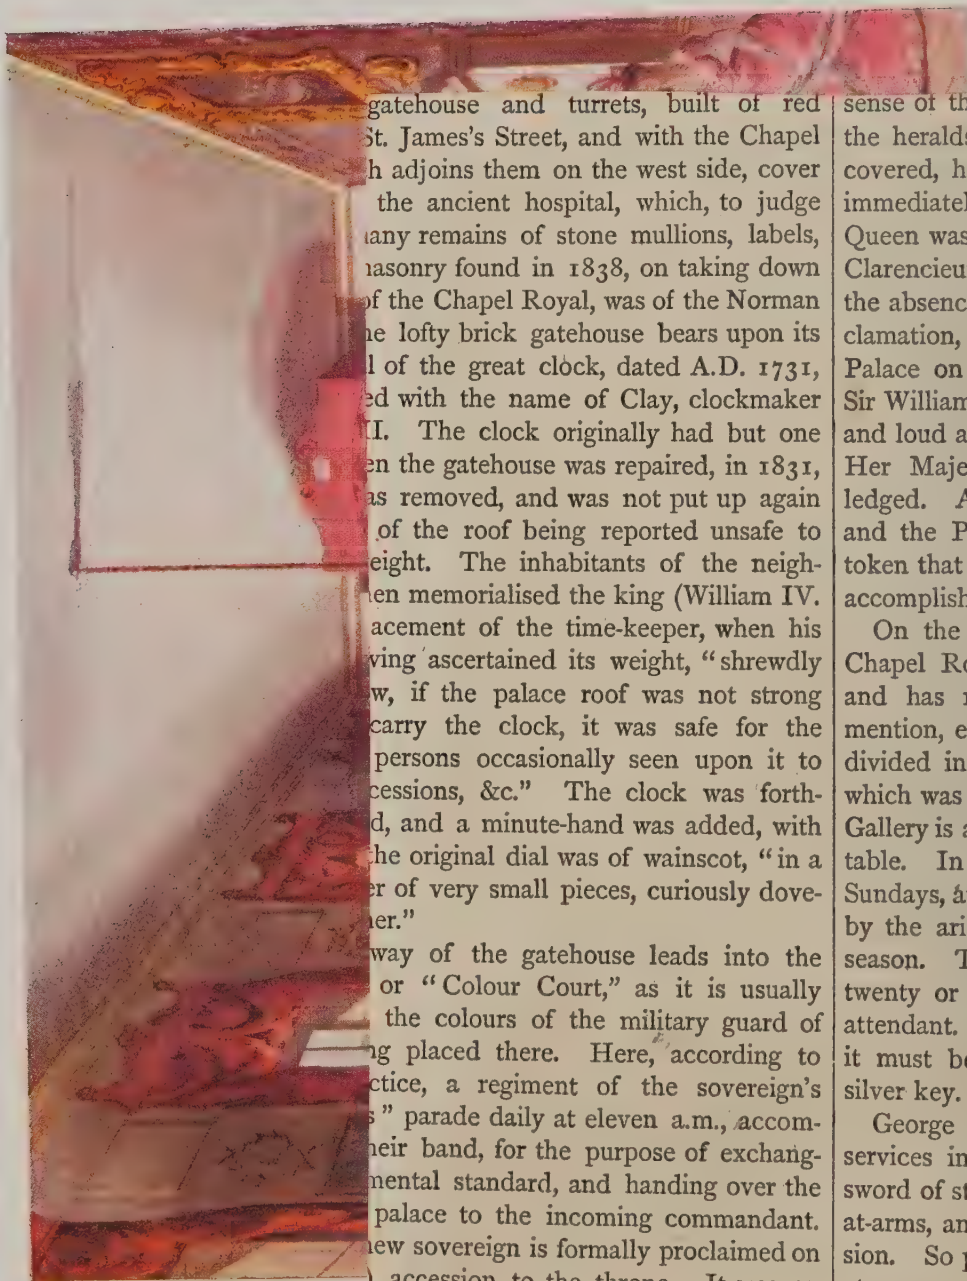 gatehouse and turrets, built of red
St. James's Street, and with the Chapel
h adjoins them on the west side, cover
the ancient hospital, which, to judge
any remains of stone mullions, labels,
masonry found in 1838, on taking down
of the Chapel Royal, was of the Norman
he lofty brick gatehouse bears upon its
l of the great clock, dated A.D. 1731,
ed with the name of Clay, clockmaker
II. The clock originally had but one
en the gatehouse was repaired, in 1831,
as removed, and was not put up again
of the roof being reported unsafe to
eight. The inhabitants of the neigh-
en memorialised the king (William IV.
acement of the time-keeper, when his
ving ascertained its weight, “shrewdly
w, if the palace roof was not strong
carry the clock, it was safe for the
persons occasionally seen upon it to
cessions, &c.” The clock was forth-
d, and a minute-hand was added, with
the original dial was of wainscot, “in a
er of very small pieces, curiously dove-
her.”
way of the gatehouse leads into the
or “Colour Court,” as it is usually
the colours of the military guard of
ng placed there. Here, according to
ctice, a regiment of the sovereign's
s” parade daily at eleven a.m., accom-
heir band, for the purpose of exchang-
mental standard, and handing over the
palace to the incoming commandant.
new sovereign is formally proclaimed on
accession to the throne. It
sense of th
the heralds
covered, h
immediatel
Queen was
Clarencieu
the absenc
clamation,
Palace on
Sir William
and loud a
Her Maje
ledged. A
and the P
token that
accomplish
On the
Chapel Ro
and has
mention, e
divided in
which was
Gallery is a
table. In
Sundays, a
by the ari
season. T
twenty or
attendant.
it must be
silver key.
George
services in
sword of st
at-arms, an
sion. So p